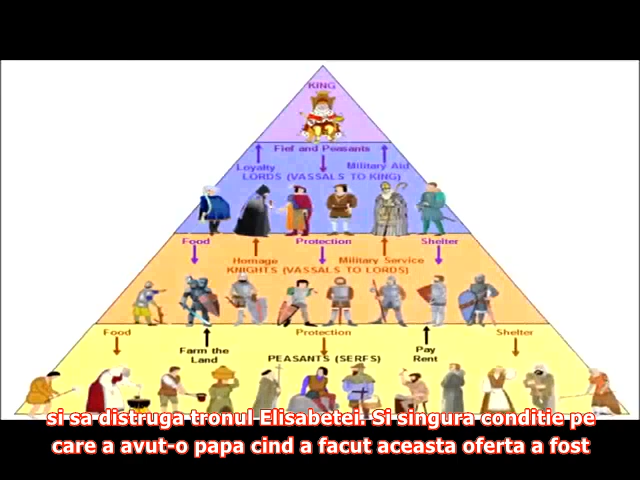 KING
Fief and Peasants
Loyalty Military Aid
LORDS (VASSALS TO KING)
Food Protection Shelter
Homage Military Service
KNIGHTS (VASSALS TO LORDS)
Food Protection Shelter
Farm the Land PEASANTS (SERFS) Pay Rent
si sa distruga tronul Elisabetei. Si singura conditie pe
care a avut-o papa cind a facut aceasta oferta a fost